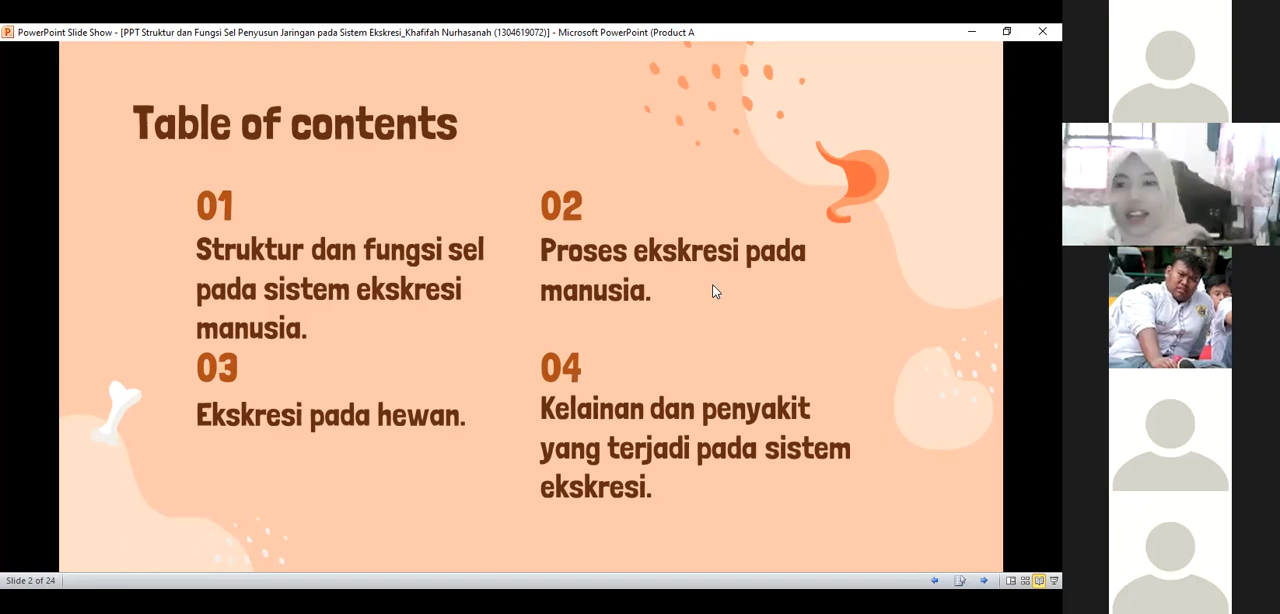 PowerPoint Slide Show - [PPT Struktur dan Fungsi Sel Penyusun Jaringan pada Sistem Ekskresi_Khafifah Nurhasanah (1304619072)] - Microsoft PowerPoint (Product A
Table of contents
01
Struktur dan fungsi sel
pada sistem ekskresi
manusia.
02
Proses ekskresi pada
manusia.
03
Ekskresi pada hewan.
04
Kelainan dan penyakit
yang terjadi pada sistem
ekskresi.
Slide 2 of 24